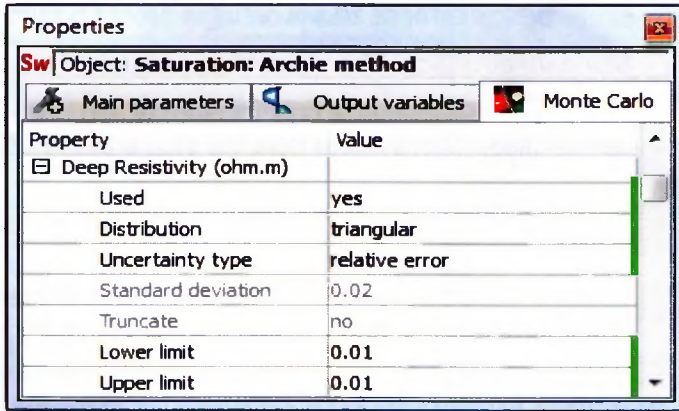 Properties
Sw Object: Saturation: Archie method
Main parameters Output variables Monte Carlo
Property Value
Deep Resistivity (ohm.m)
Used yes
Distribution triangular
Uncertainty type relative error
Standard deviation 0.02
Truncate no
Lower limit 0.01
Upper limit 0.01